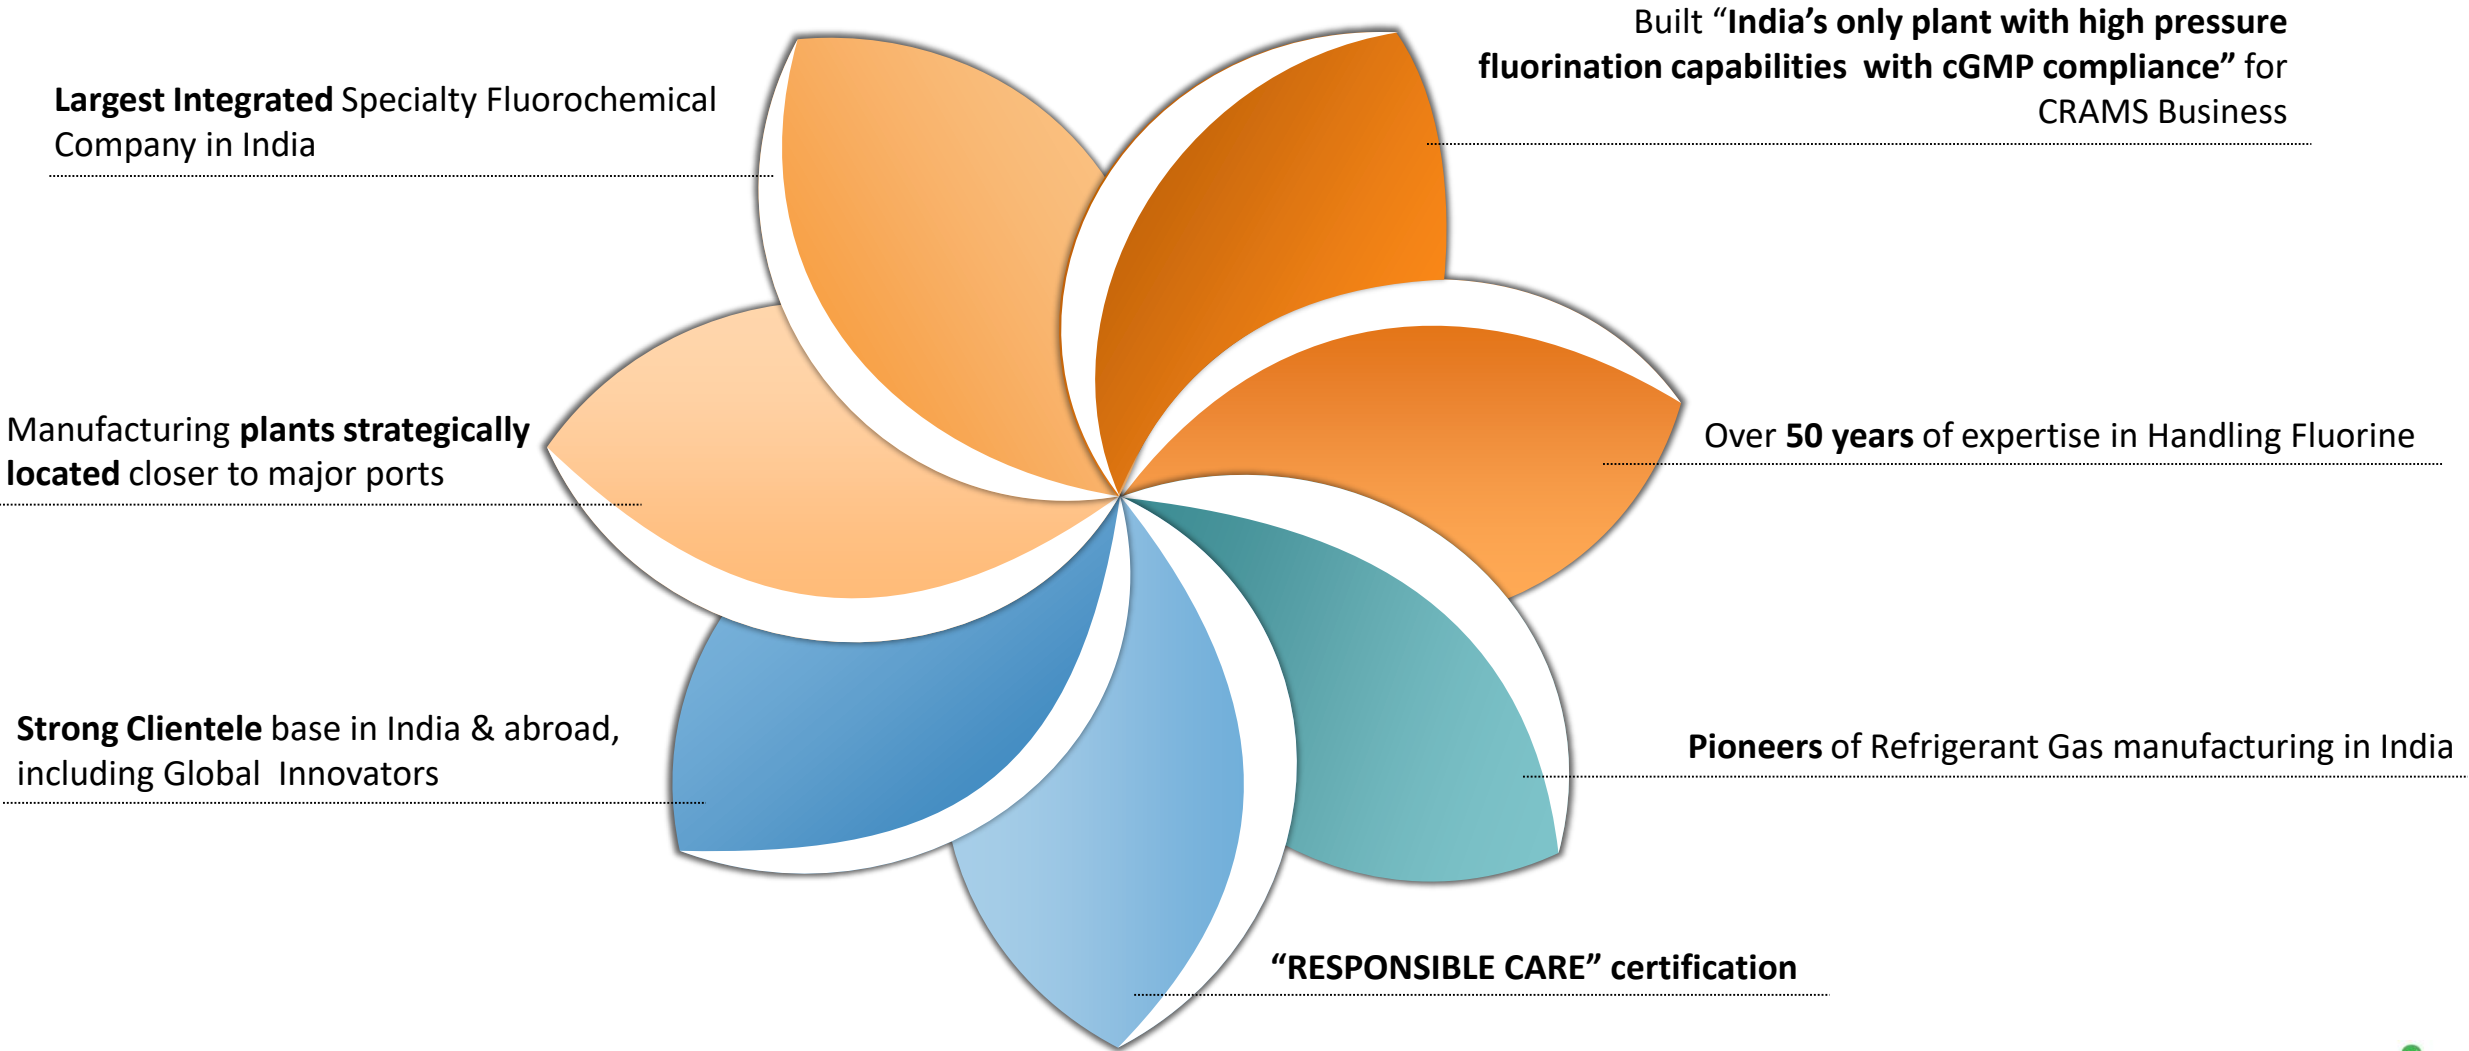 Built “India’s only plant with high pressure
fluorination capabilities  with cGMP compliance” for
CRAMS Business
Largest Integrated Specialty Fluorochemical
Company in India
Manufacturing plants strategically
located closer to major ports
Over 50 years of expertise in Handling Fluorine
Strong Clientele base in India & abroad,
including Global  Innovators
Pioneers of Refrigerant Gas manufacturing in India
“RESPONSIBLE CARE” certification